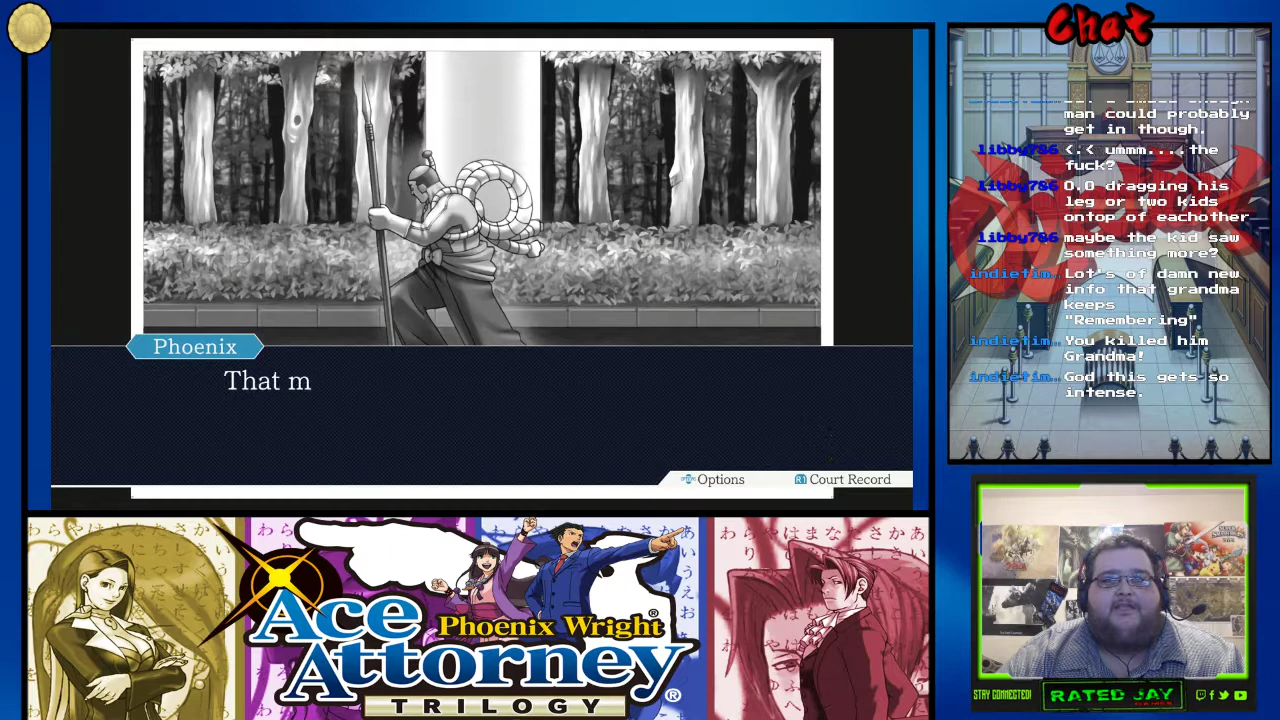 Chat
man could probably
get in though.
libby786 <.< ummm....the
fuck?
libby786 O.O dragging his
leg or two kids
ontop of eachother
libby786 maybe the kid saw
something more?
indietim… Lot's of damn new
info that grandma
keeps
"Remembering"
indietim… You killed him
Grandma!
indietim… God this gets so
intense.
Phoenix
That m
Options
R1 Court Record
Ace
Phoenix Wright®
Attorney®
TRILOGY
STAY CONNECTED!
RATED JAY
GAMES